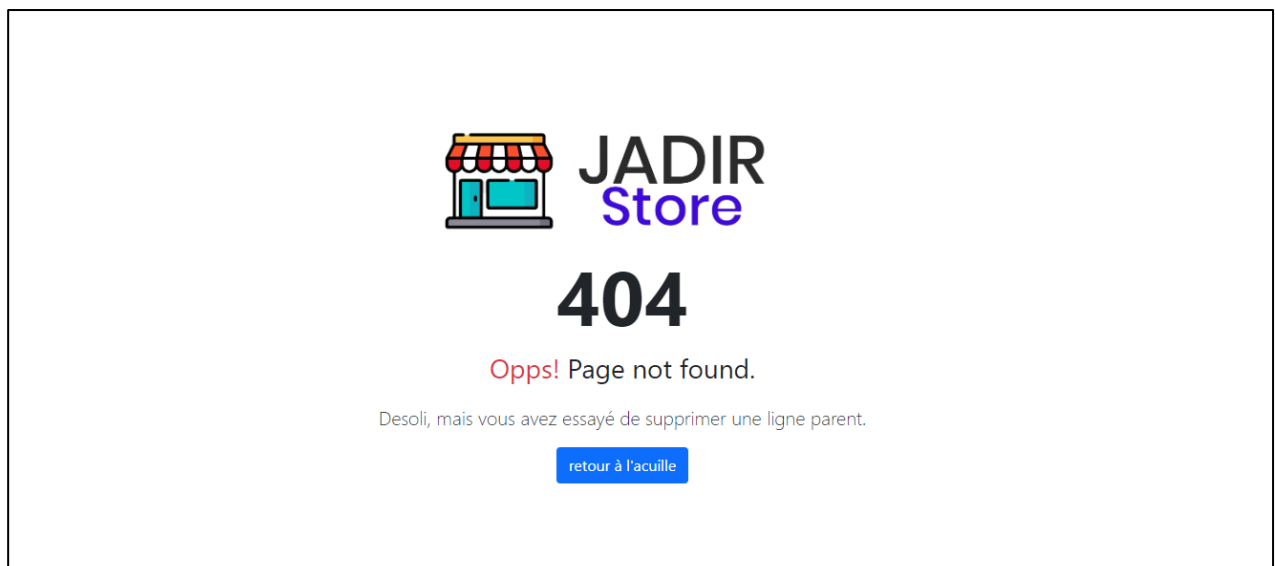 JADIR
Store
404
Opps! Page not found.
Desoli, mais vous avez essayé de supprimer une ligne parent.
retour à l'acuille